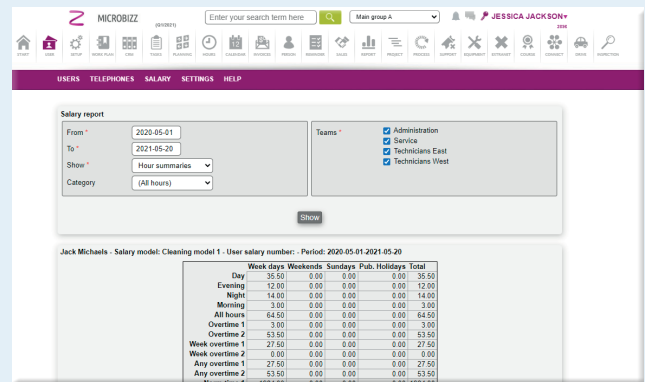 MICROBIZZ
(Q1/2021)
Enter your search term here
Main group A
JESSICA JACKSON
START USER SETUP WORK PLAN CRM TASKS PLANNING HOURS CALENDAR INVOICES PERSON REMINDER SALES REPORT PROJECT PROCESS SUPPORT EQUIPMENT EXTRANET COURSE CONNECT DRIVE INSPECTION
USERS TELEPHONES SALARY SETTINGS HELP
Salary report
From * 2020-05-01 Teams * Administration
To * 2021-05-20 Service
Technicians East
Show * Hour summaries Technicians West
Category (All hours)
Show
Jack Michaels - Salary model: Cleaning model 1 - User salary number: - Period: 2020-05-01-2021-05-20
Week days Weekends Sundays Pub. Holidays Total
Day 35.50 0.00 0.00 0.00 35.50
Evening 12.00 0.00 0.00 0.00 12.00
Night 14.00 0.00 0.00 0.00 14.00
Morning 3.00 0.00 0.00 0.00 3.00
All hours 64.50 0.00 0.00 0.00 64.50
Overtime 1 3.00 0.00 0.00 0.00 3.00
Overtime 2 53.50 0.00 0.00 0.00 53.50
Week overtime 1 27.50 0.00 0.00 0.00 27.50
Week overtime 2 0.00 0.00 0.00 0.00 0.00
Any overtime 1 27.50 0.00 0.00 0.00 27.50
Any overtime 2 53.50 0.00 0.00 0.00 53.50